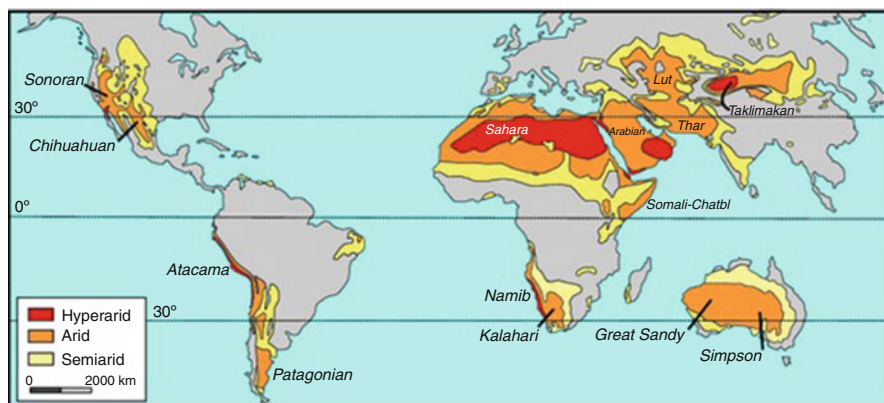 Sonoran
Lut
30°
Taklimakan
Sahara
Arabian
Thar
Chihuahuan
Somali-Chatbl
0°
Atacama
Namib
Hyperarid
Arid
30°
Kalahari
Great Sandy
Semiarid
Simpson
0 2000 km
Patagonian